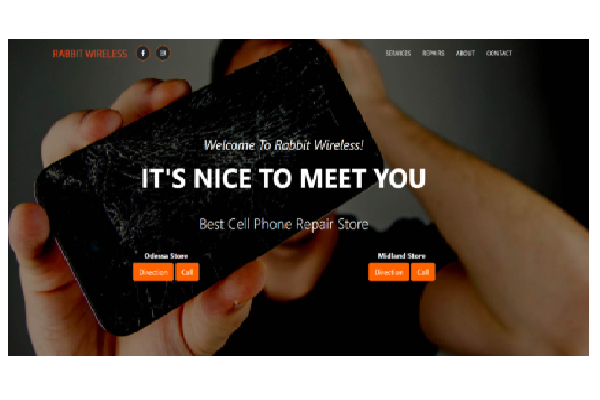 RABBIT WIRELESS
SERVICES REPAIRS ABOUT CONTACT
Welcome To Rabbit Wireless!
IT'S NICE TO MEET YOU
Best Cell Phone Repair Store
Odessa Store Midland Store
Direction Call Direction Call